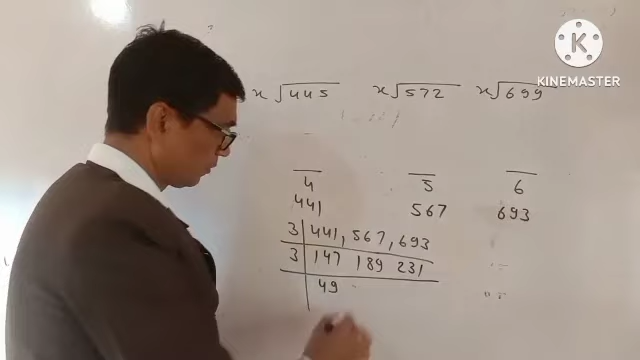 K
KINEMASTER
x √445 x √572 x √699
4 5 6
441 567 693
3 441, 567, 693
3 147 189 231
49